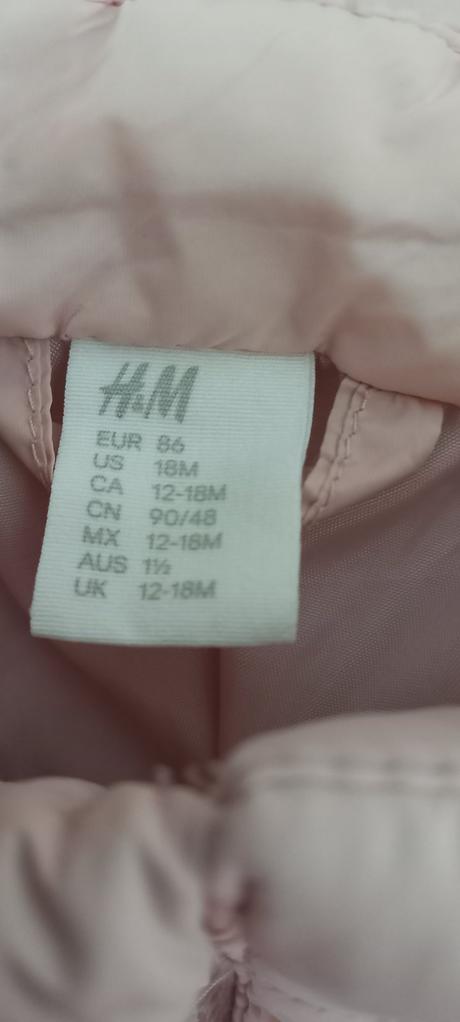 H&M
EUR 86
US 18M
CA 12-18M
CN 90/48
MX 12-18M
AUS 1½
UK 12-18M